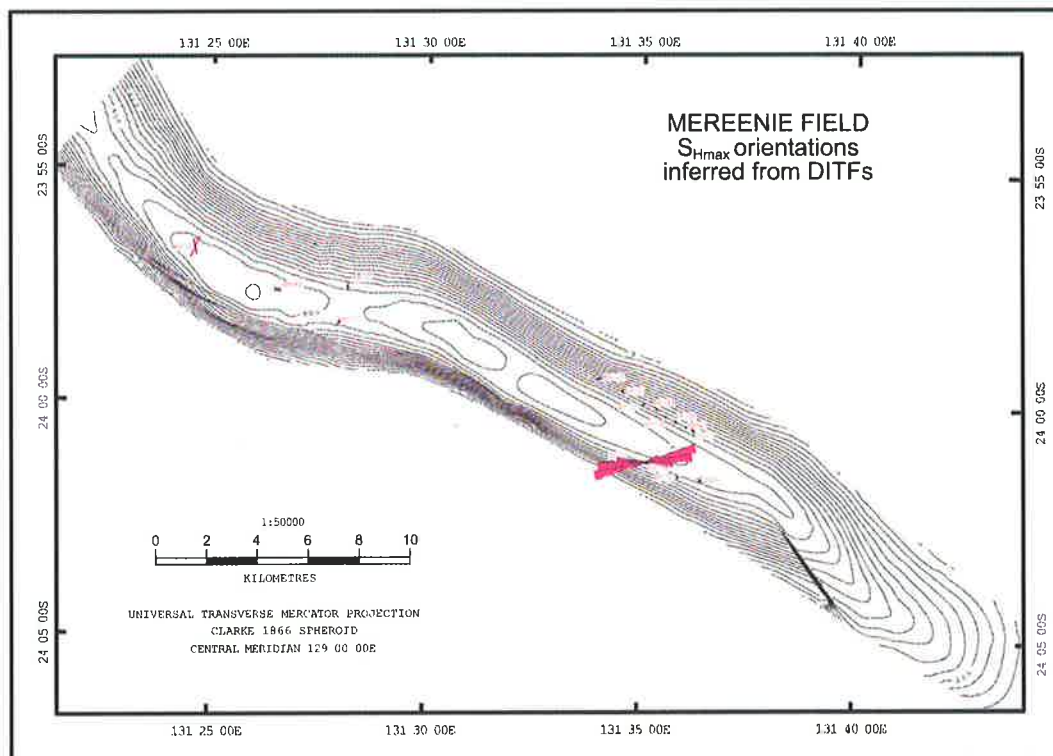 131 25 00E 131 30 00E 131 35 00E 131 40 00E
MEREENIE FIELD
SHmax orientations
inferred from DITFs
23 55 00S
23 55 00S
24 00 00S
24 00 00S
1:50000
0 2 4 6 8 10
KILOMETRES
UNIVERSAL TRANSVERSE MERCATOR PROJECTION
CLARKE 1866 SPHEROID
CENTRAL MERIDIAN 129 00 00E
24 05 00S
24 05 00S
131 25 00E 131 30 00E 131 35 00E 131 40 00E